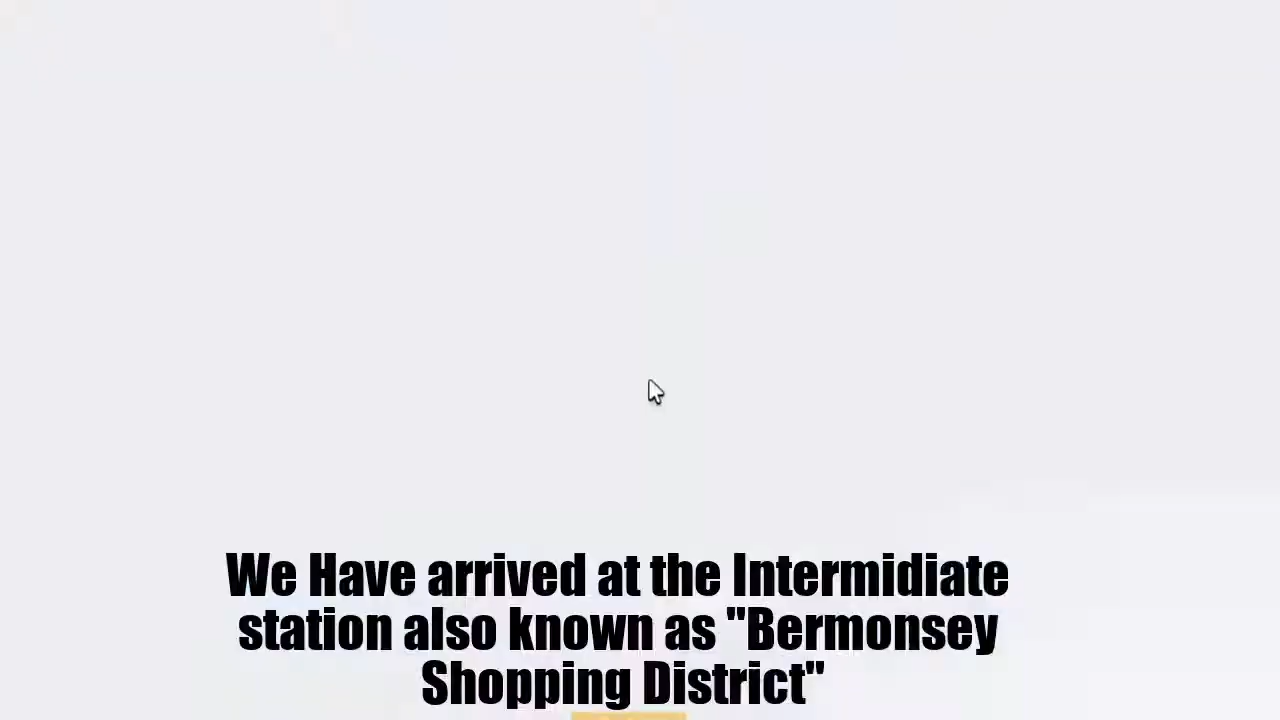 We Have arrived at the Intermidiate
station also known as "Bermonsey
Shopping District"